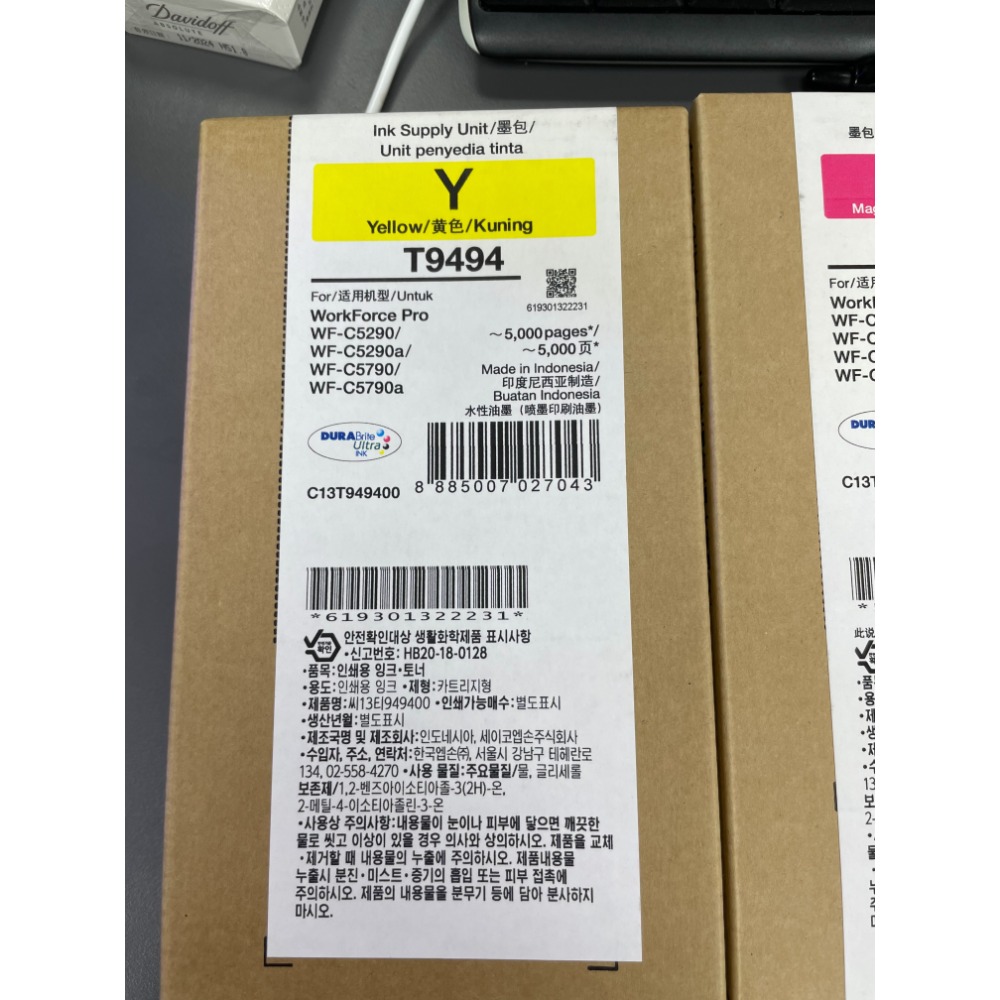 Davidoff
ABSOLUTE
11/2024
Ink Supply Unit/墨包/
Unit penyedia tinta
Y
Yellow/黄色/Kuning
T9494
For/适用机型/Untuk
WorkForce Pro
WF-C5290/
WF-C5290a/
WF-C5790/
WF-C5790a
619301322231
～5,000 pages*/
～5,000 页*
Made in Indonesia/
印度尼西亚制造/
Buatan Indonesia
水性油墨（喷墨印刷油墨）
DURABrite
Ultra
INK
C13T949400
8 885007 027043
*619301322231*
확인
안전확인대상 생활화학제품 표시사항
•신고번호: HB20-18-0128
•품목:인쇄용 잉크•토너
•용도:인쇄용 잉크 •제형:카트리지형
•제품명:씨13티949400 •인쇄가능매수:별도표시
•생산년월:별도표시
•제조국명 및 제조회사:인도네시아, 세이코엡손주식회사
•수입자, 주소, 연락처:한국엡손㈜, 서울시 강남구 테헤란로
134, 02-558-4270 •사용 물질:주요물질/물, 글리세롤
보존제/1,2-벤즈아이소티아졸-3(2H)-온,
2-메틸-4-이소티아졸린-3-온
•사용상 주의사항:내용물이 눈이나 피부에 닿으면 깨끗한
물로 씻고 이상이 있을 경우 의사와 상의하시오. 제품을 교체
•제거할 때 내용물의 누출에 주의하시오. 제품내용물
누출시 분진•미스트•증기의 흡입 또는 피부 접촉에
주의하시오. 제품의 내용물을 분무기 등에 담아 분사하지
마시오.
墨包
Mag
For/适用
WorkF
WF-C
WF-C
WF-C
WF-C
DUR
C13T
此说